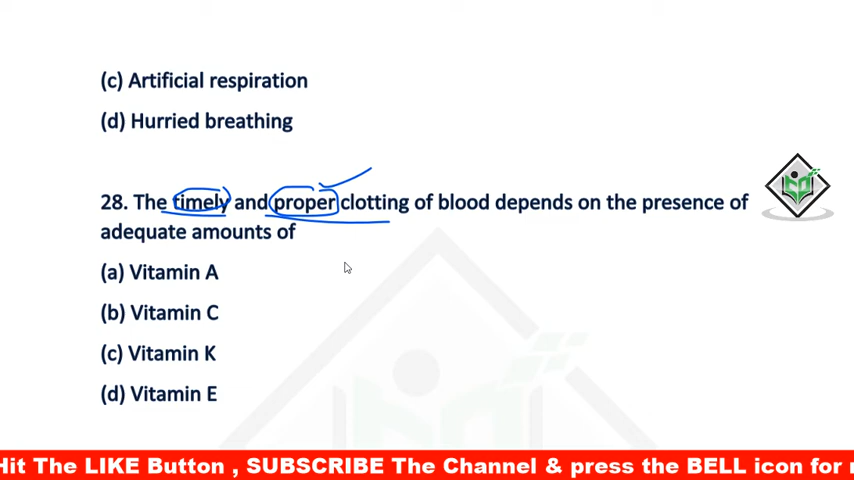 (c) Artificial respiration
(d) Hurried breathing
28. The timely and proper clotting of blood depends on the presence of
adequate amounts of
(a) Vitamin A
(b) Vitamin C
(c) Vitamin K
(d) Vitamin E
Hit The LIKE Button , SUBSCRIBE The Channel & press the BELL icon for